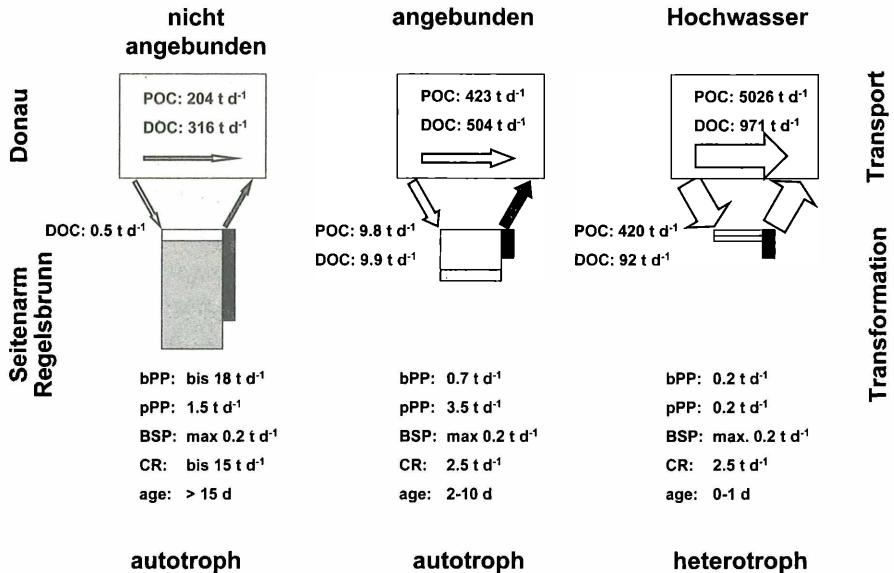 nicht
angebunden
angebunden
Hochwasser
Donau
POC: 204 t d-1
DOC: 316 t d-1
POC: 423 t d-1
DOC: 504 t d-1
POC: 5026 t d-1
DOC: 971 t d-1
Transport
DOC: 0.5 t d-1
POC: 9.8 t d-1
DOC: 9.9 t d-1
POC: 420 t d-1
DOC: 92 t d-1
Seitenarm
Regelsbrunn
Transformation
bPP: bis 18 t d-1
pPP: 1.5 t d-1
BSP: max 0.2 t d-1
CR: bis 15 t d-1
age: > 15 d
bPP: 0.7 t d-1
pPP: 3.5 t d-1
BSP: max 0.2 t d-1
CR: 2.5 t d-1
age: 2-10 d
bPP: 0.2 t d-1
pPP: 0.2 t d-1
BSP: max. 0.2 t d-1
CR: 2.5 t d-1
age: 0-1 d
autotroph
autotroph
heterotroph